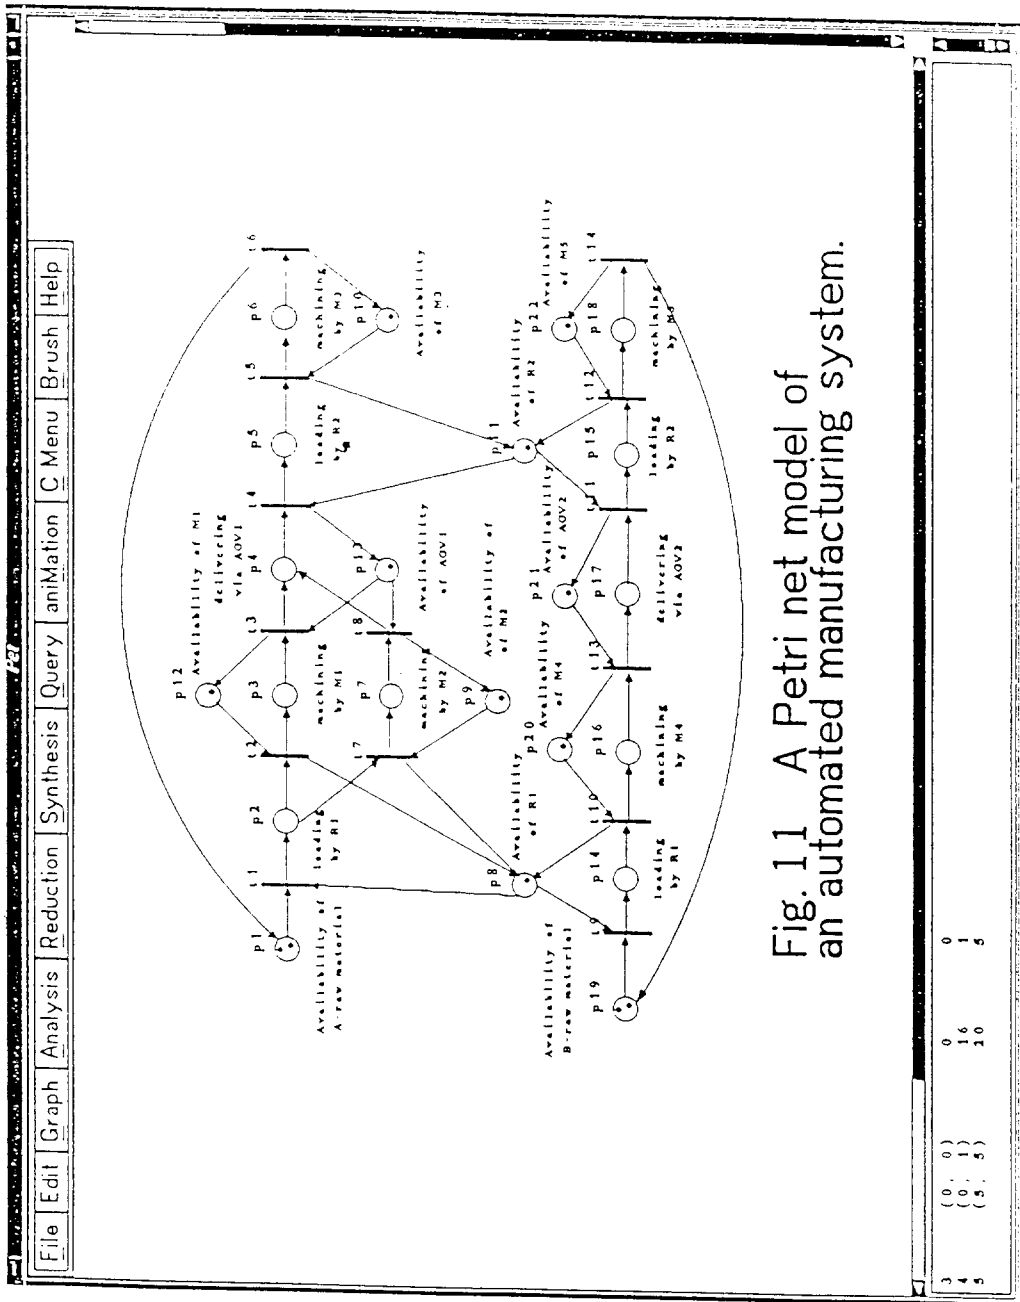 Pet
File Edit Graph Analysis Reduction Synthesis Query aniMation C Menu Brush Help
p12
Availability of M1
delivering
via AGV1
p1
t1
p2
t2
p3
t3
p4
t4
p5
t5
p6
t6
Availability of
A-raw material
loading
by R1
machining
by M1
loading
by R2
machining
by M3
t7
p7
t8
p13
p10
machining
by M2
Availability
of AGV1
Availability
of M3
p9
Availability of
of M2
p8
Availability
of R1
p20
Availability
of M4
p21
Availability
of AGV2
p11
Availability
of R2
p22
Availability
of M5
Availability of
B-raw material
p19
t9
p14
t10
p16
t13
p17
t11
p15
t12
p18
t14
loading
by R1
machining
by M4
delivering
via AGV2
loading
by R2
machining
by M5
Fig. 11 A Petri net model of
an automated manufacturing system.
3 (0, 0) 0 0
4 (0, 1) 16 1
5 (5, 5) 20 5